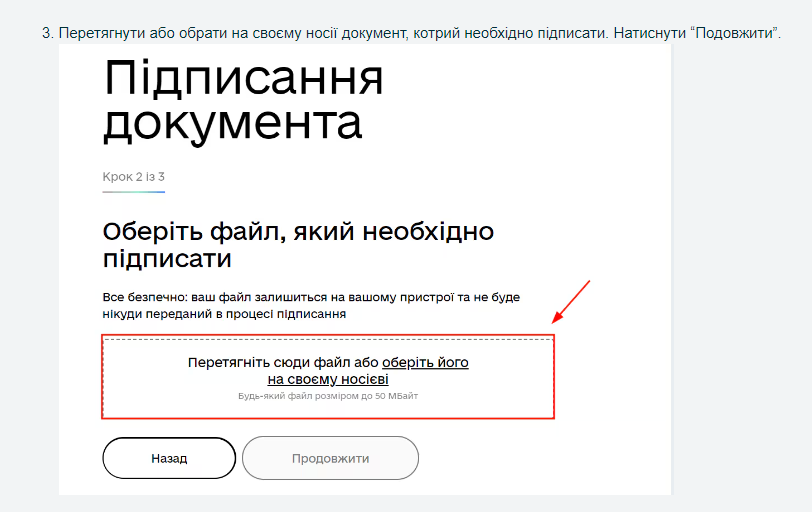 3. Перетягнути або обрати на своєму носії документ, котрий необхідно підписати. Натиснути “Подовжити”.
Підписання
документа
Крок 2 із 3
Оберіть файл, який необхідно
підписати
Все безпечно: ваш файл залишиться на вашому пристрої та не буде
нікуди переданий в процесі підписання
Перетягніть сюди файл або оберіть його
на своєму носієві
Будь-який файл розміром до 50 МБайт
Назад
Продовжити